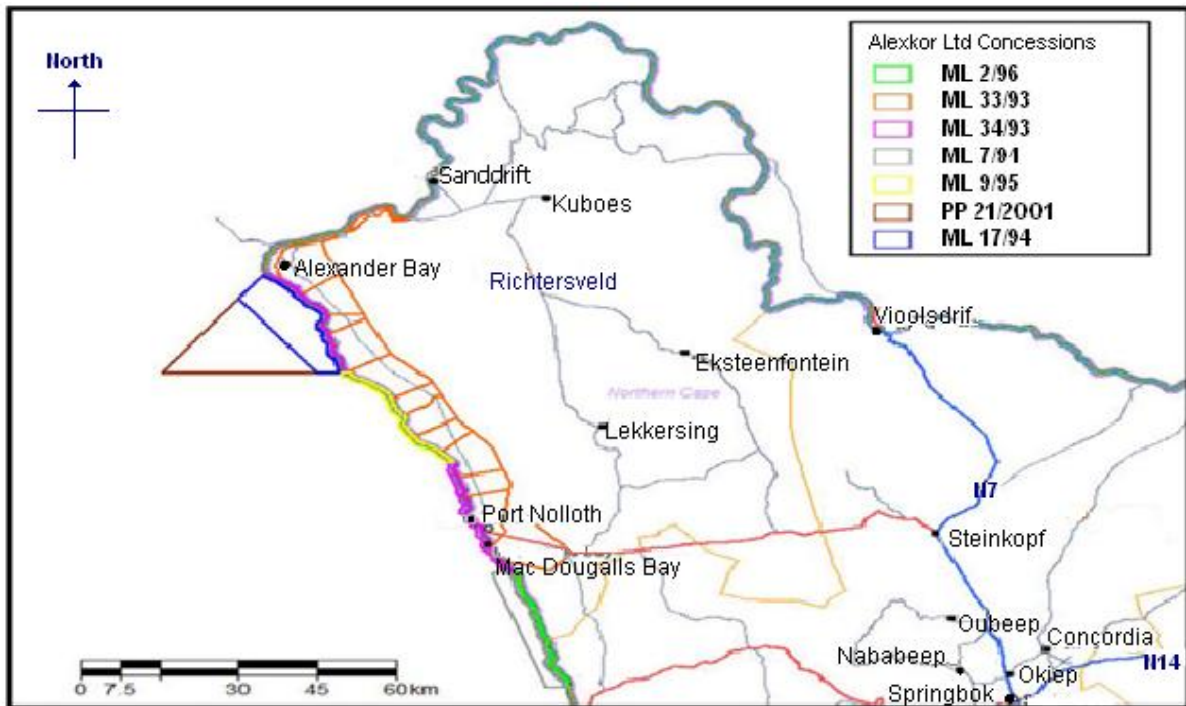 North
Alexkor Ltd Concessions
ML 2/96
ML 33/93
ML 34/93
ML 7/94
ML 9/95
PP 21/2001
ML 17/94
Sanddrift
Kuboes
Alexander Bay
Richtersveld
Vioolsdrif
Eksteenfontein
Northern Cape
Lekkersing
N7
Port Nolloth
Steinkopf
Mac Dougalls Bay
Oubeep
Concordia
Nababeep
N14
Okiep
Springbok
0 7.5 30 45 60 km